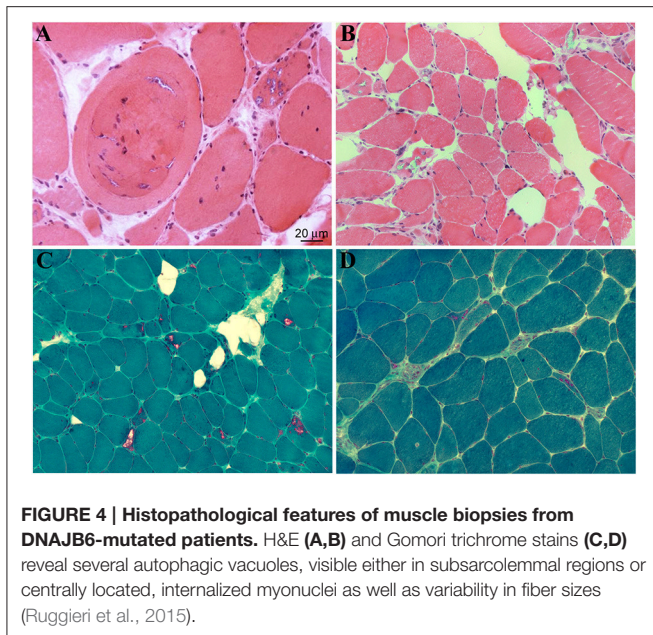 A
B
20 μm
C
D
FIGURE 4 | Histopathological features of muscle biopsies from
DNAJB6-mutated patients. H&E (A,B) and Gomori trichrome stains (C,D)
reveal several autophagic vacuoles, visible either in subsarcolemmal regions or
centrally located, internalized myonuclei as well as variability in fiber sizes
(Ruggieri et al., 2015).